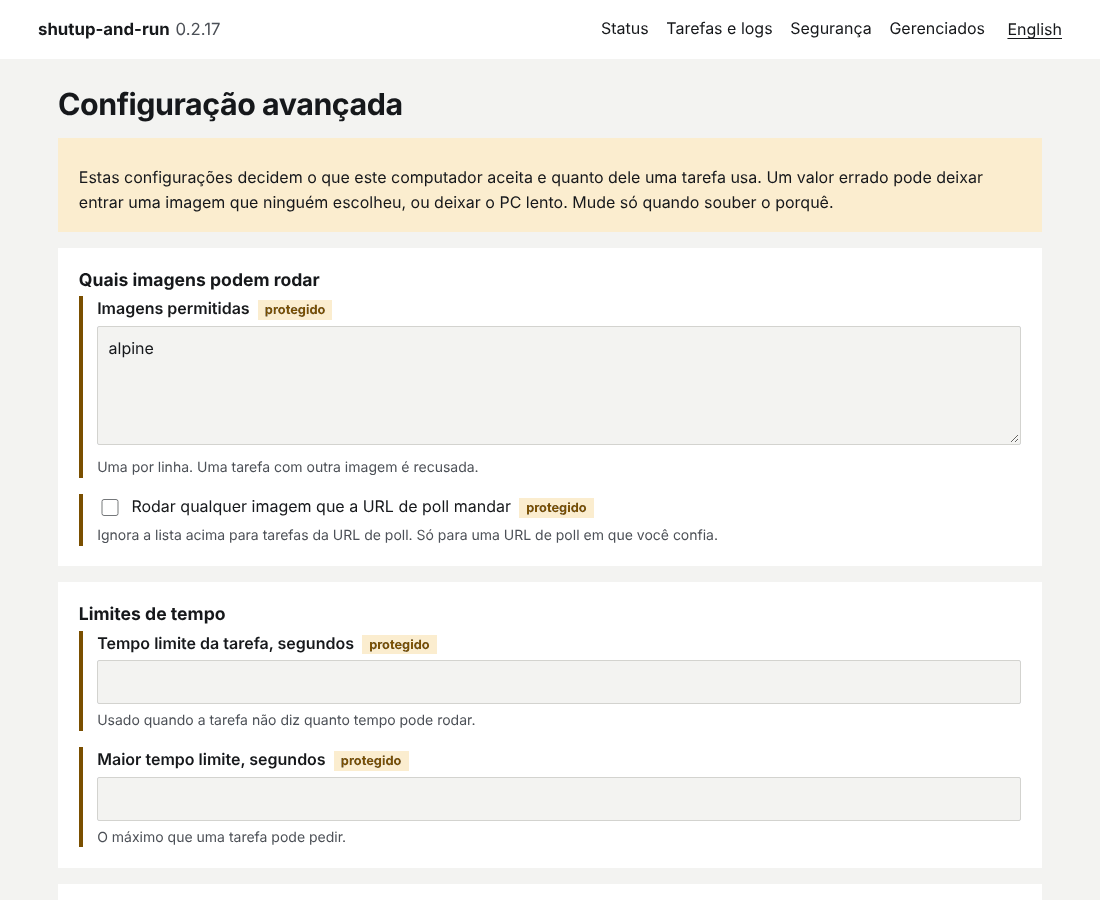 shutup-and-run 0.2.17
Status Tarefas e logs Segurança Gerenciados English
Configuração avançada
Estas configurações decidem o que este computador aceita e quanto dele uma tarefa usa. Um valor errado pode deixar
entrar uma imagem que ninguém escolheu, ou deixar o PC lento. Mude só quando souber o porquê.
Quais imagens podem rodar
Imagens permitidas protegido
alpine
Uma por linha. Uma tarefa com outra imagem é recusada.
Rodar qualquer imagem que a URL de poll mandar protegido
Ignora a lista acima para tarefas da URL de poll. Só para uma URL de poll em que você confia.
Limites de tempo
Tempo limite da tarefa, segundos protegido
Usado quando a tarefa não diz quanto tempo pode rodar.
Maior tempo limite, segundos protegido
O máximo que uma tarefa pode pedir.